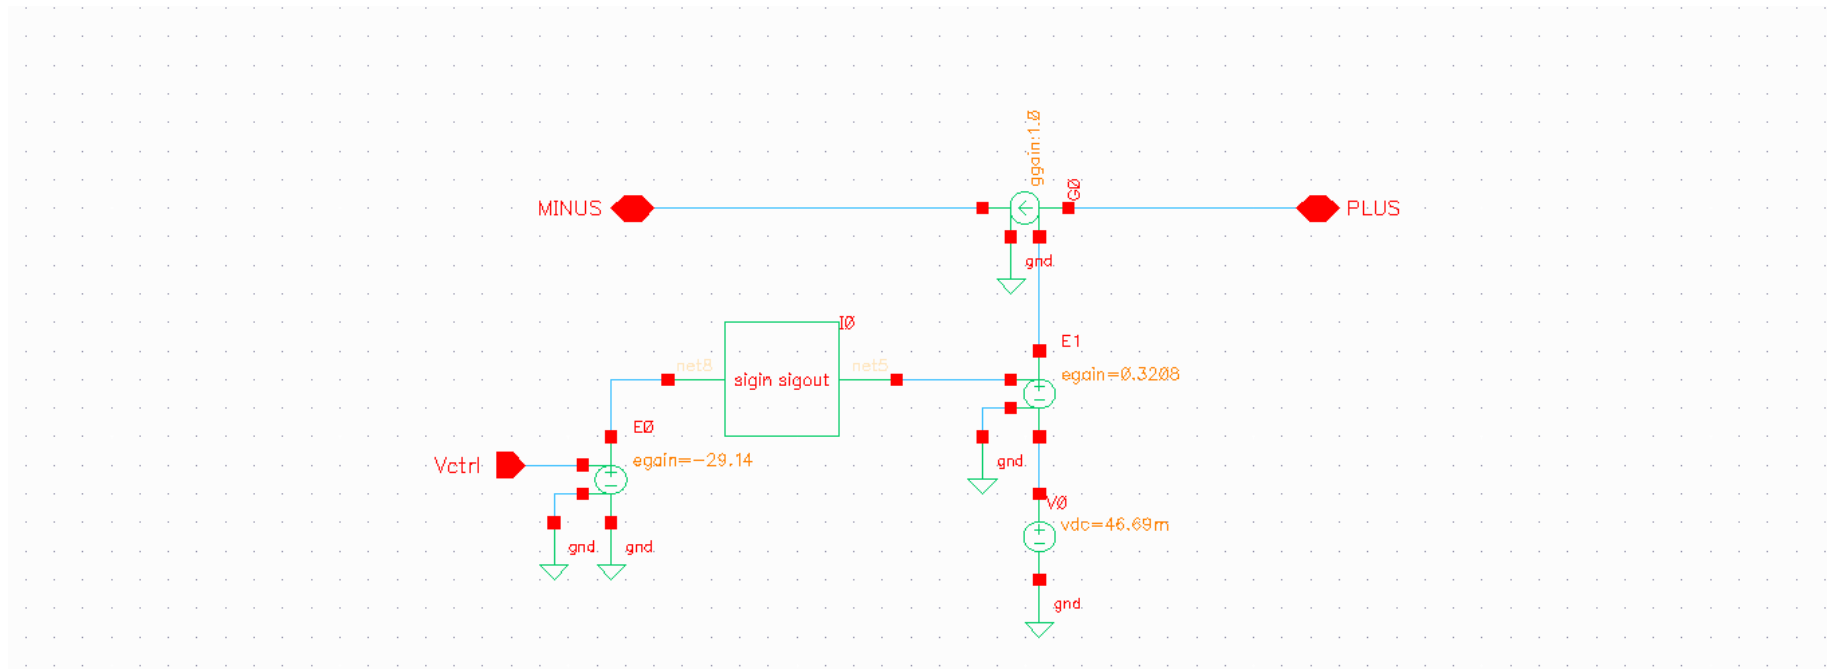 ggain:1.0
G0
MINUS
PLUS
gnd
I0
E1
net8
net5
sigin sigout
egain=0.3208
E0
egain=-29.14
Vctrl
gnd
V0
vdc=46.69m
gnd
gnd
gnd